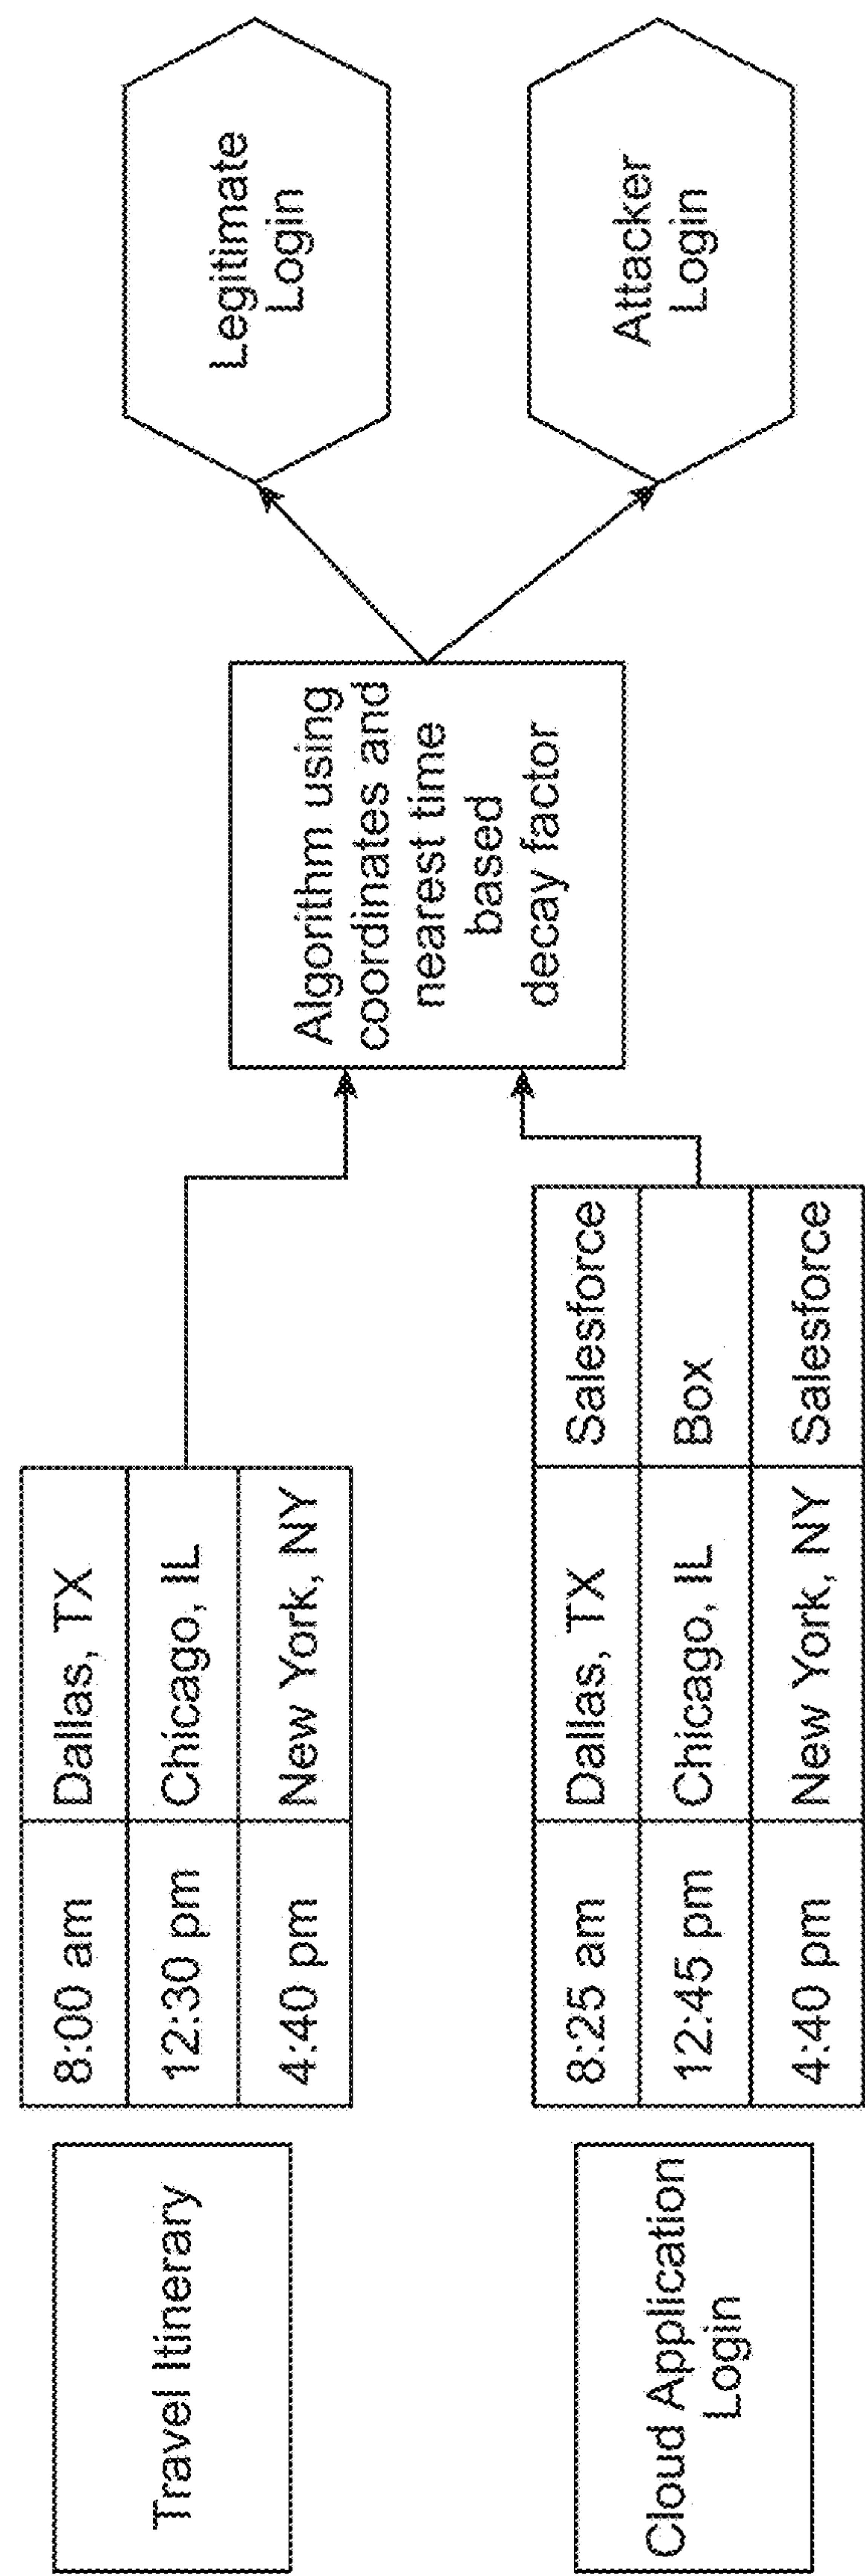 Travel Itinerary
8:00 am Dallas, TX
12:30 pm Chicago, IL
4:40 pm New York, NY
Cloud Application
Login
8:25 am Dallas, TX Salesforce
12:45 pm Chicago, IL Box
4:40 pm New York, NY Salesforce
Algorithm using
coordinates and
nearest time
based
decay factor
Legitimate
Login
Attacker
Login